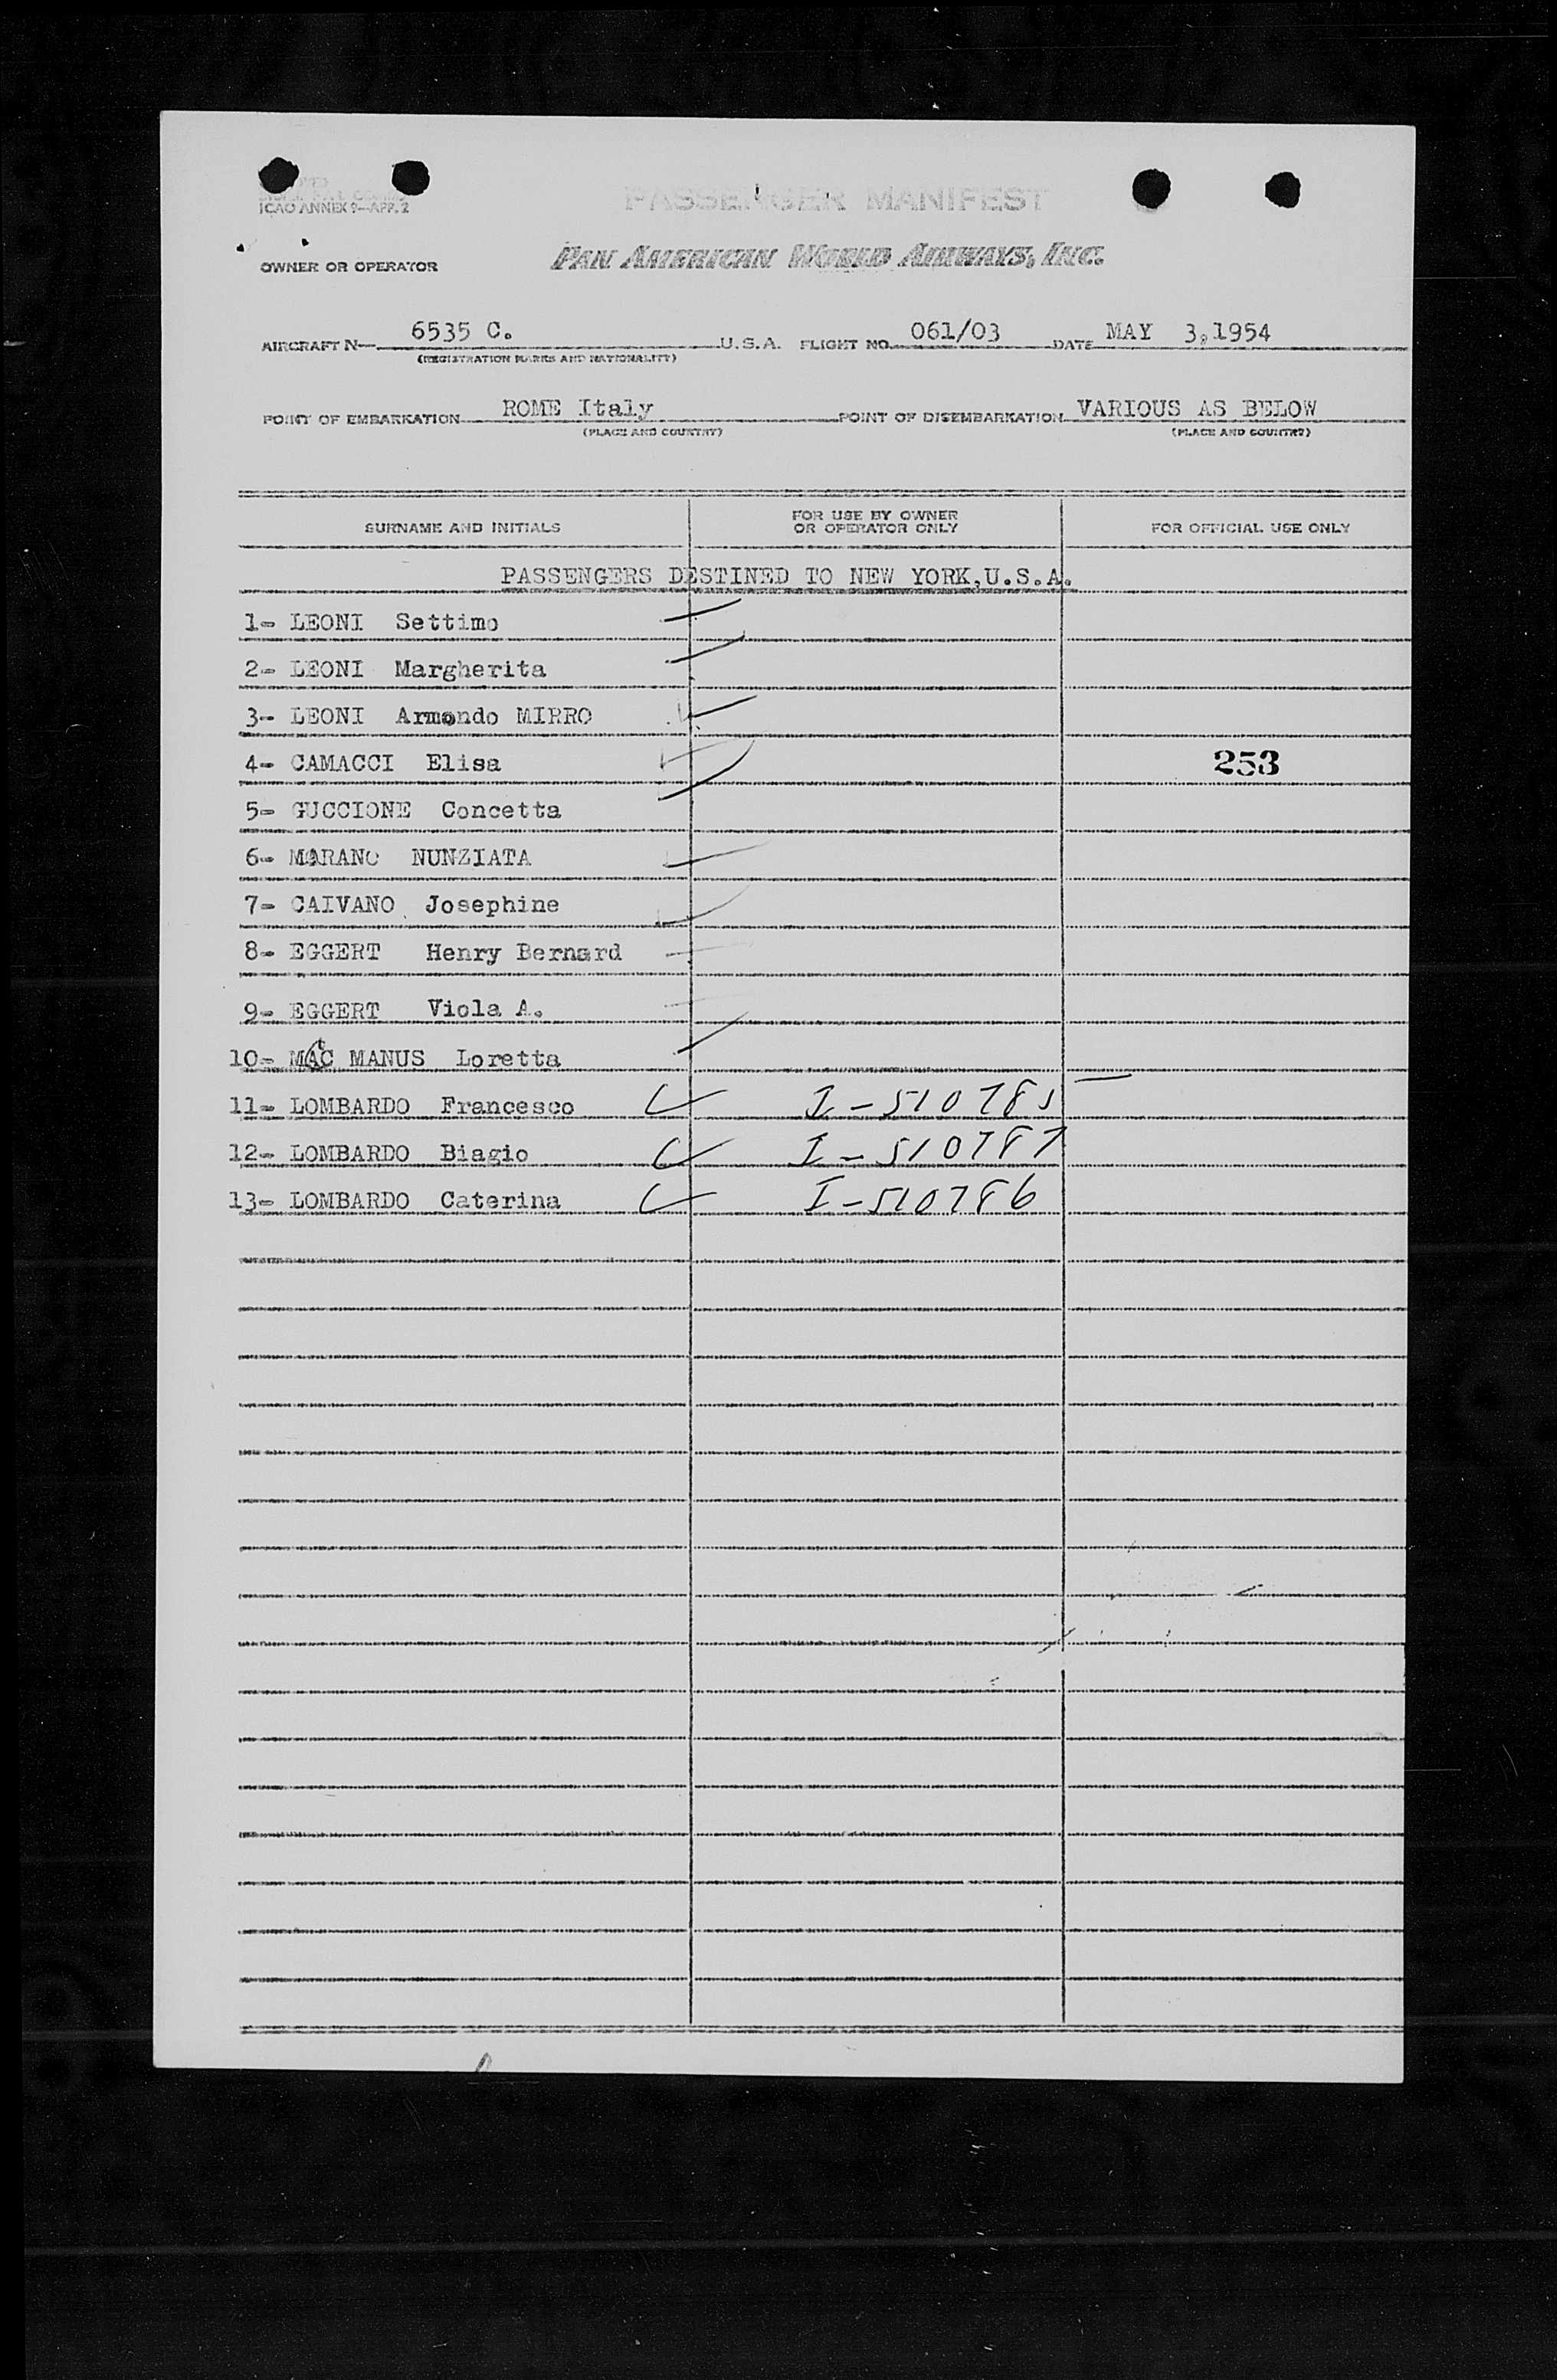 ICAO ANNEX 9—APP. 2
PASSENGER MANIFEST
OWNER OR OPERATOR PAN AMERICAN WORLD AIRWAYS, INC.
AIRCRAFT N— 6535 C. U.S.A. FLIGHT NO. 061/03 DATE MAY 3,1954
(REGISTRATION MARKS AND NATIONALITY)
POINT OF EMBARKATION ROME Italy POINT OF DISEMBARKATION VARIOUS AS BELOW
(PLACE AND COUNTRY) (PLACE AND COUNTRY)
SURNAME AND INITIALS FOR USE BY OWNER OR OPERATOR ONLY FOR OFFICIAL USE ONLY
PASSENGERS DESTINED TO NEW YORK,U.S.A.
1- LEONI Settimo
2- LEONI Margherita
3- LEONI Armondo MIRRO
4- CAMACCI Elisa 253
5- GUCCIONE Concetta
6- MARANO NUNZIATA
7- CAIVANO Josephine
8- EGGERT Henry Bernard
9- EGGERT Viola A.
10- MAC MANUS Loretta
11- LOMBARDO Francesco I-510785
12- LOMBARDO Biagio I-510787
13- LOMBARDO Caterina I-510786